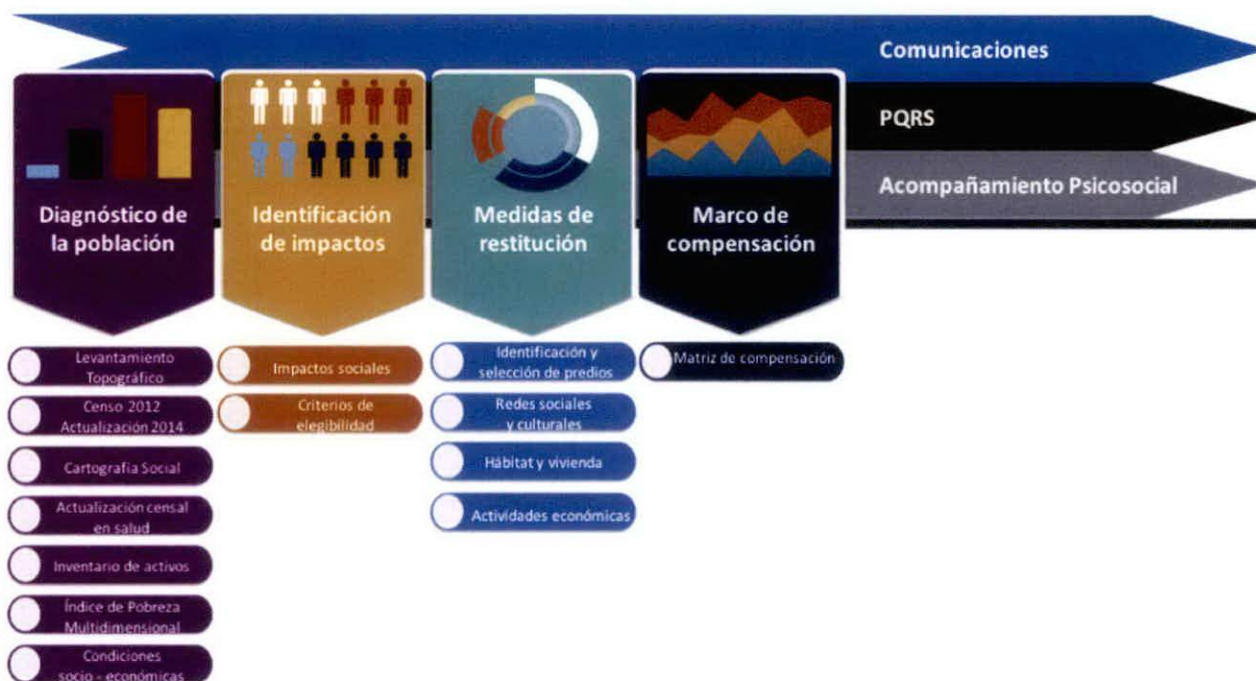 Comunicaciones
PQRS
Acompañamiento Psicosocial
Diagnóstico de
la población
Identificación
de impactos
Medidas de
restitución
Marco de
compensación
Levantamiento
Topográfico
Censo 2012
Actualización 2014
Cartografía Social
Actualización censal
en salud
Inventario de activos
Índice de Pobreza
Multidimensional
Condiciones
socio - económicas
Impactos sociales
Criterios de
elegibilidad
Identificación y
selección de predios
Redes sociales
y culturales
Hábitat y vivienda
Actividades económicas
Matriz de compensación